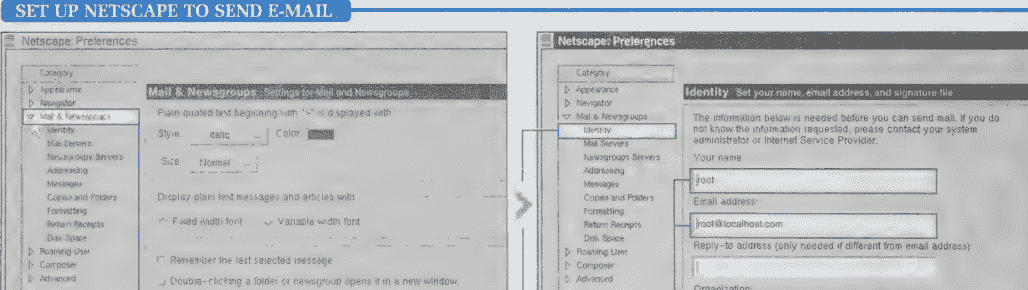 SET UP NETSCAPE TO SEND E-MAIL
Netscape: Preferences
Category
Appearance
Navigator
Mail & Newsgroups
Identity
Mail Servers
Newsgroups Servers
Addressing
Messages
Copies and Folders
Formatting
Return Receipts
Disk Space
Roaming User
Composer
Advanced
Mail & Newsgroups Settings for Mail and Newsgroups
Plain quoted text beginning with ">" is displayed with
Style: Italic Color:
Size Normal
Display plain text messages and articles with
Fixed width font Variable width font
Remember the last selected message
Double-clicking a folder or newsgroup opens it in a new window.
Netscape: Preferences
Category
Appearance
Navigator
Mail & Newsgroups
Identity
Mail Servers
Newsgroups Servers
Addressing
Messages
Copies and Folders
Formatting
Return Receipts
Disk Space
Roaming User
Composer
Advanced
Identity Set your name, email address, and signature file
The information below is needed before you can send mail. If you do
not know the information requested, please contact your system
administrator or Internet Service Provider.
Your name
root
Email address:
root@localhost.com
Reply-to address (only needed if different from email address)
Organization: